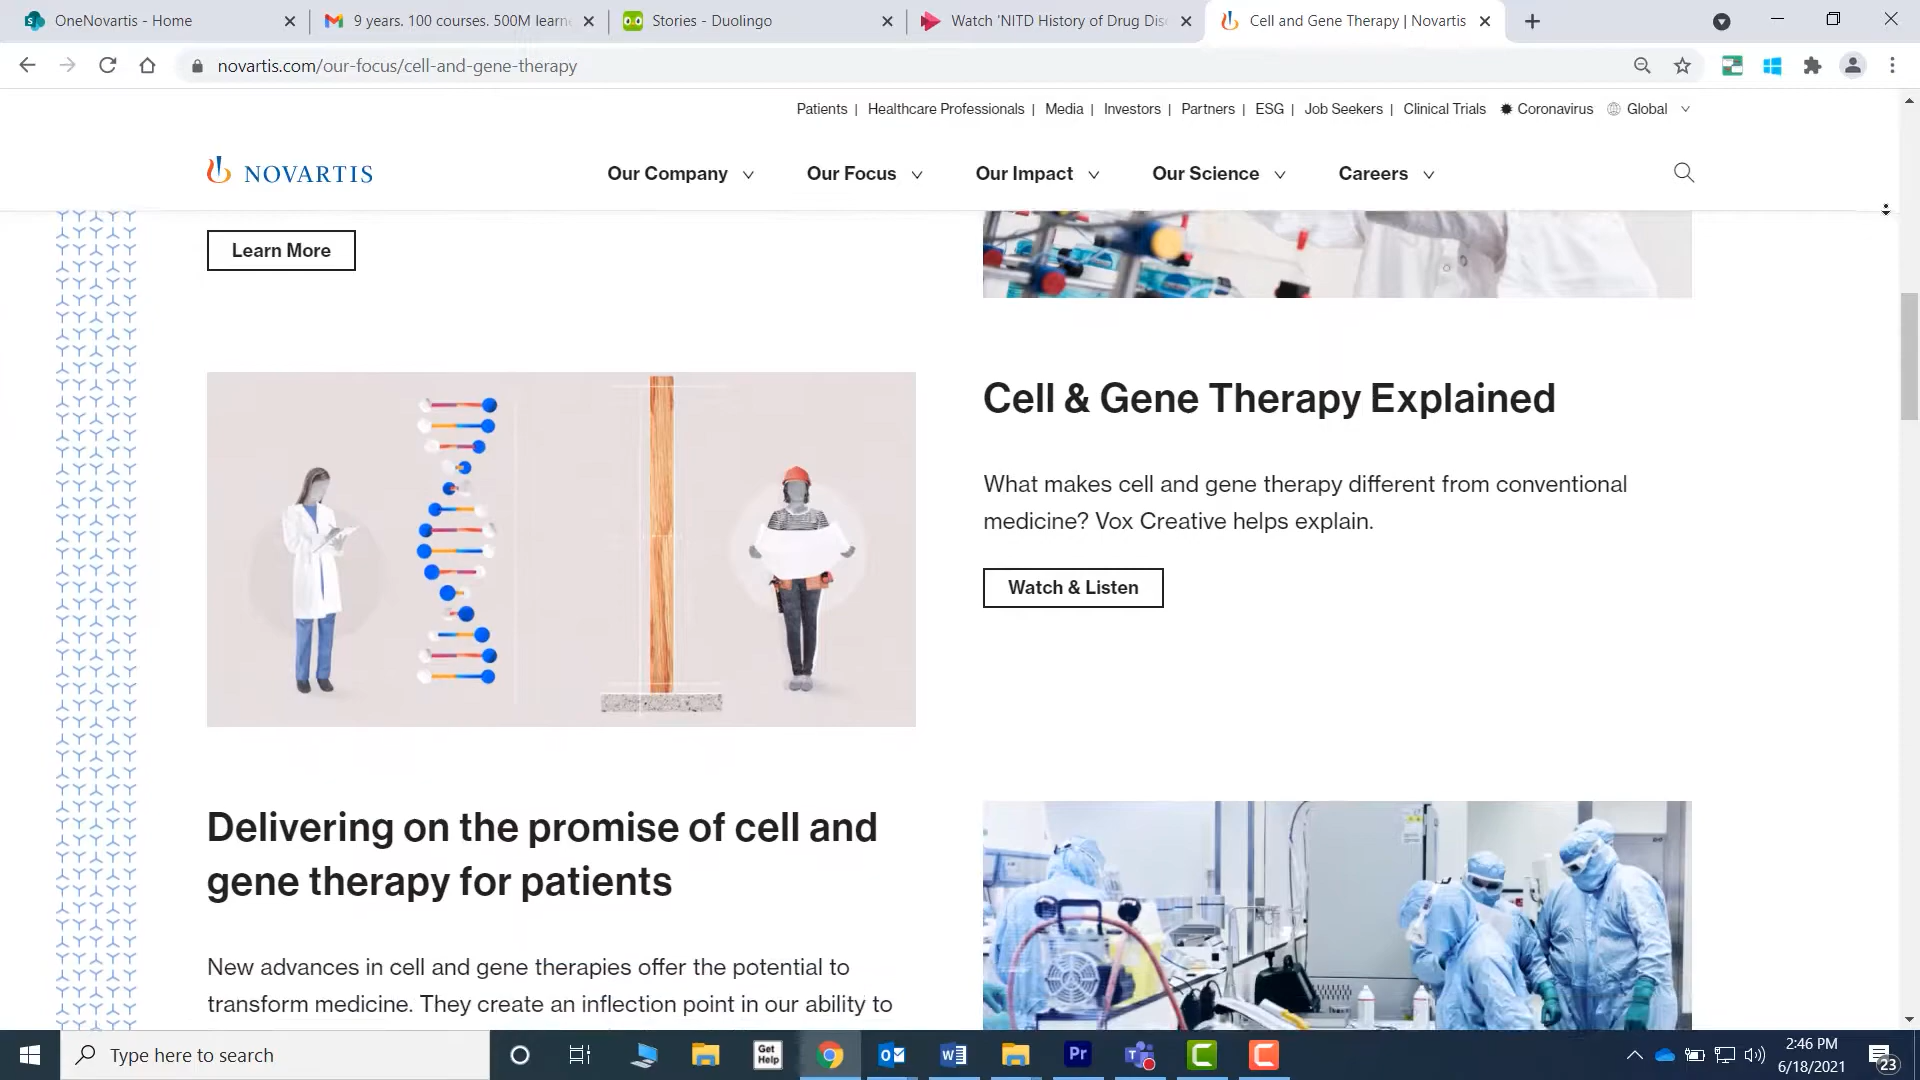 OneNovartis - Home
9 years. 100 courses. 500M learne
Stories - Duolingo
Watch 'NITD History of Drug Disc
Cell and Gene Therapy | Novartis
novartis.com/our-focus/cell-and-gene-therapy
Patients | Healthcare Professionals | Media | Investors | Partners | ESG | Job Seekers | Clinical Trials Coronavirus Global
NOVARTIS
Our Company Our Focus Our Impact Our Science Careers
Learn More
Cell & Gene Therapy Explained
What makes cell and gene therapy different from conventional
medicine? Vox Creative helps explain.
Watch & Listen
Delivering on the promise of cell and
gene therapy for patients
New advances in cell and gene therapies offer the potential to
transform medicine. They create an inflection point in our ability to
Type here to search
Get
Help
Pr
2:46 PM
6/18/2021
23